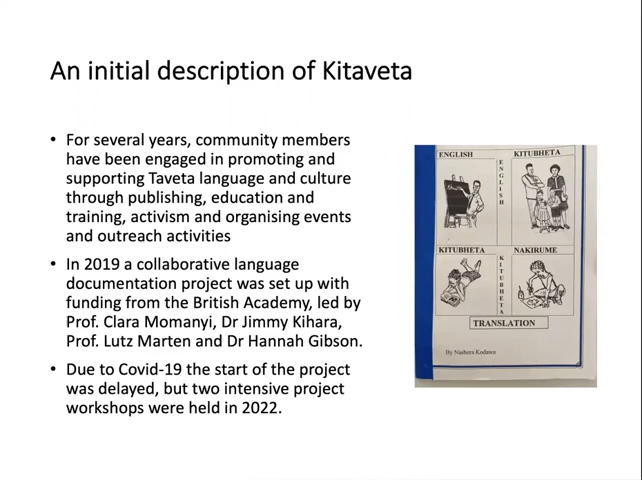 An initial description of Kitaveta
• For several years, community members
have been engaged in promoting and
supporting Taveta language and culture
through publishing, education and
training, activism and organising events
and outreach activities
• In 2019 a collaborative language
documentation project was set up with
funding from the British Academy, led by
Prof. Clara Momanyi, Dr Jimmy Kihara,
Prof. Lutz Marten and Dr Hannah Gibson.
• Due to Covid-19 the start of the project
was delayed, but two intensive project
workshops were held in 2022.
ENGLISH
KITUBHETA
ENGLISH
KITUBHETA
NAKIRUME
KITUBHETA
TRANSLATION
By Nashera Kodawa